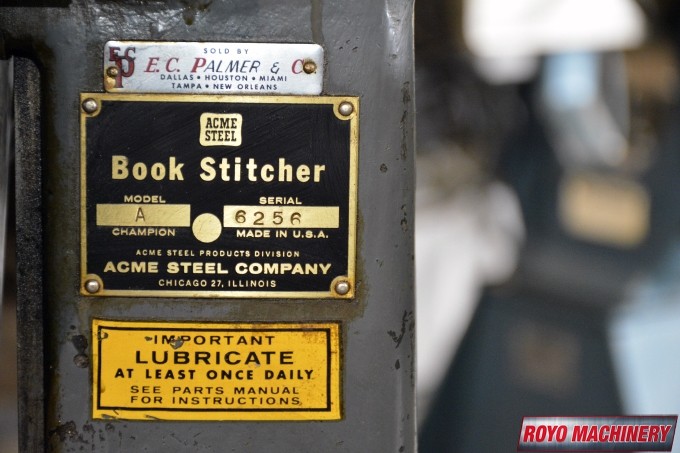 SOLD BY
ECP E. C. PALMER & C
DALLAS • HOUSTON • MIAMI
TAMPA • NEW ORLEANS
ACME
STEEL
Book Stitcher
MODEL SERIAL
A 6256
CHAMPION MADE IN U.S.A.
ACME STEEL PRODUCTS DIVISION
ACME STEEL COMPANY
CHICAGO 27, ILLINOIS
IMPORTANT
LUBRICATE
AT LEAST ONCE DAILY
SEE PARTS MANUAL
FOR INSTRUCTIONS
ROYO MACHINERY